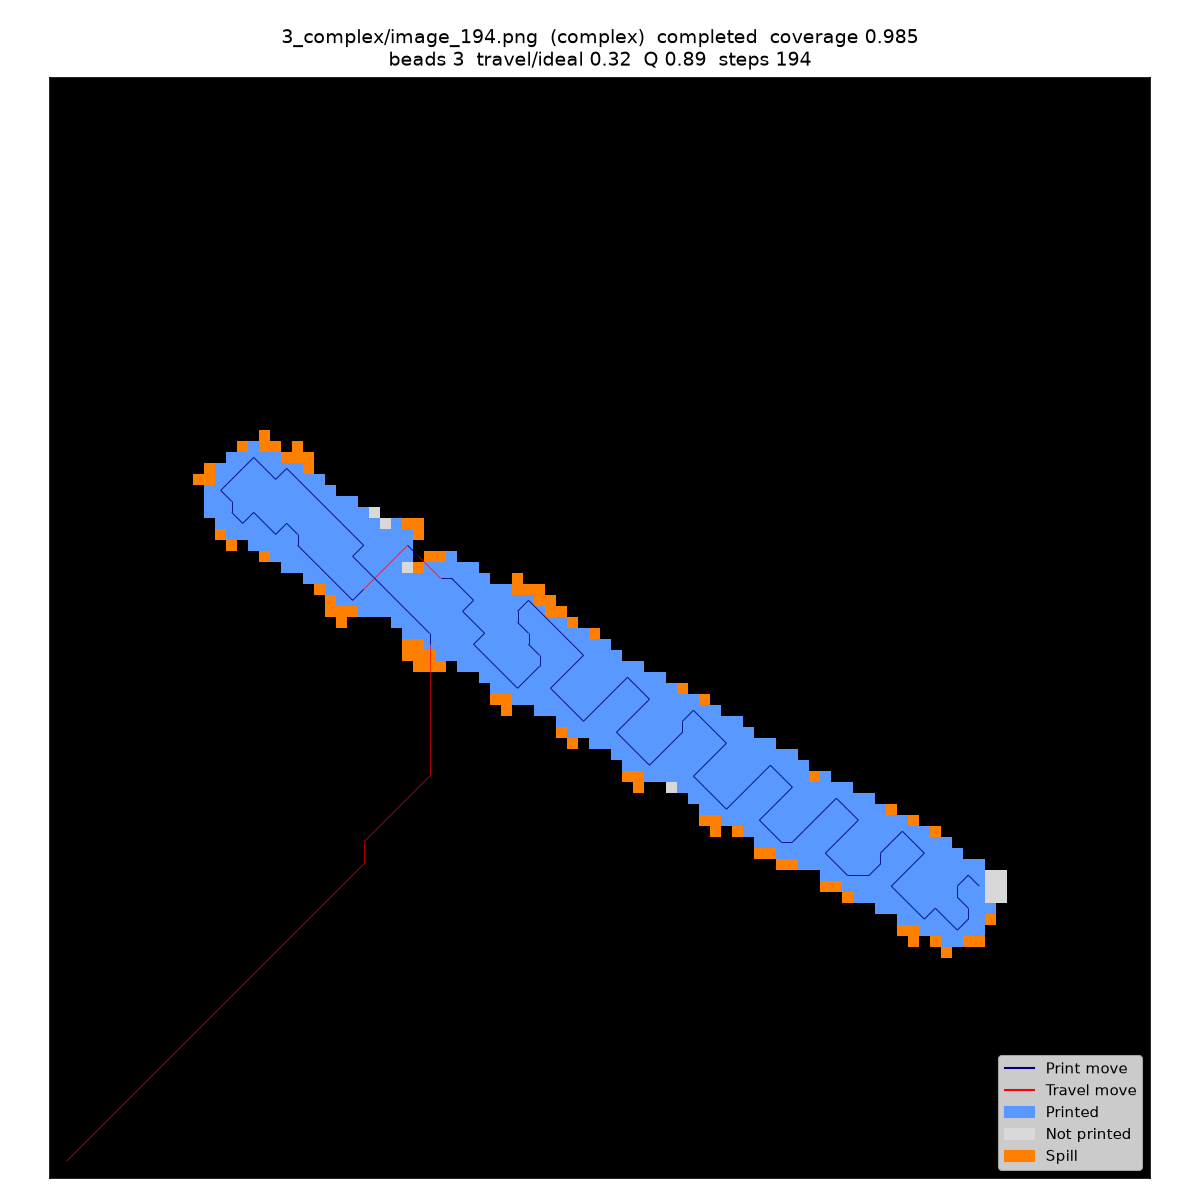 3_complex/image_194.png  (complex)  completed  coverage 0.985
beads 3  travel/ideal 0.32  Q 0.89  steps 194
Print move
Travel move
Printed
Not printed
Spill